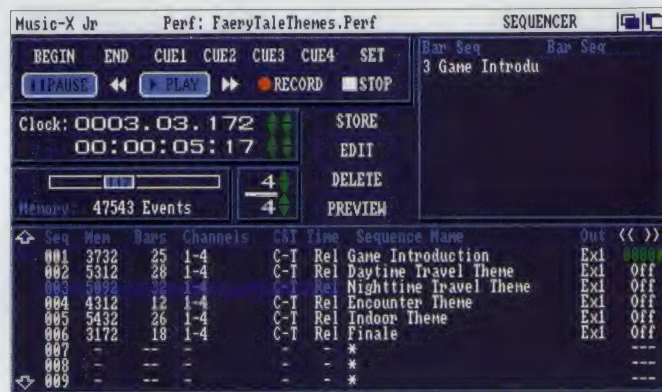 Music-X Jr Perf: FaeryTaleThemes.Perf SEQUENCER
BEGIN END CUE1 CUE2 CUE3 CUE4 SET
PAUSE PLAY RECORD STOP
Bar Seq Bar Seq
3 Game Introdu
Clock: 0003.03.172
00:00:05:17
STORE
EDIT
DELETE
PREVIEW
4
4
Memory: 47543 Events
Seq Mem Bars Channels C&T Time Sequence Name Out << >>
001 3732 25 1-4 C-T Rel Game Introduction Ex1
002 5312 28 1-4 C-T Rel Daytime Travel Theme Ex1 Off
003 5092 32 1-4 C-T Rel Nighttime Travel Theme Ex1 Off
004 4312 12 1-4 C-T Rel Encounter Theme Ex1 Off
005 5432 26 1-4 C-T Rel Indoor Theme Ex1 Off
006 3172 18 1-4 C-T Rel Finale Ex1 Off
007 - -- - - - * - ---
008 - -- - - - * - ---
009 - -- - - - * - ---